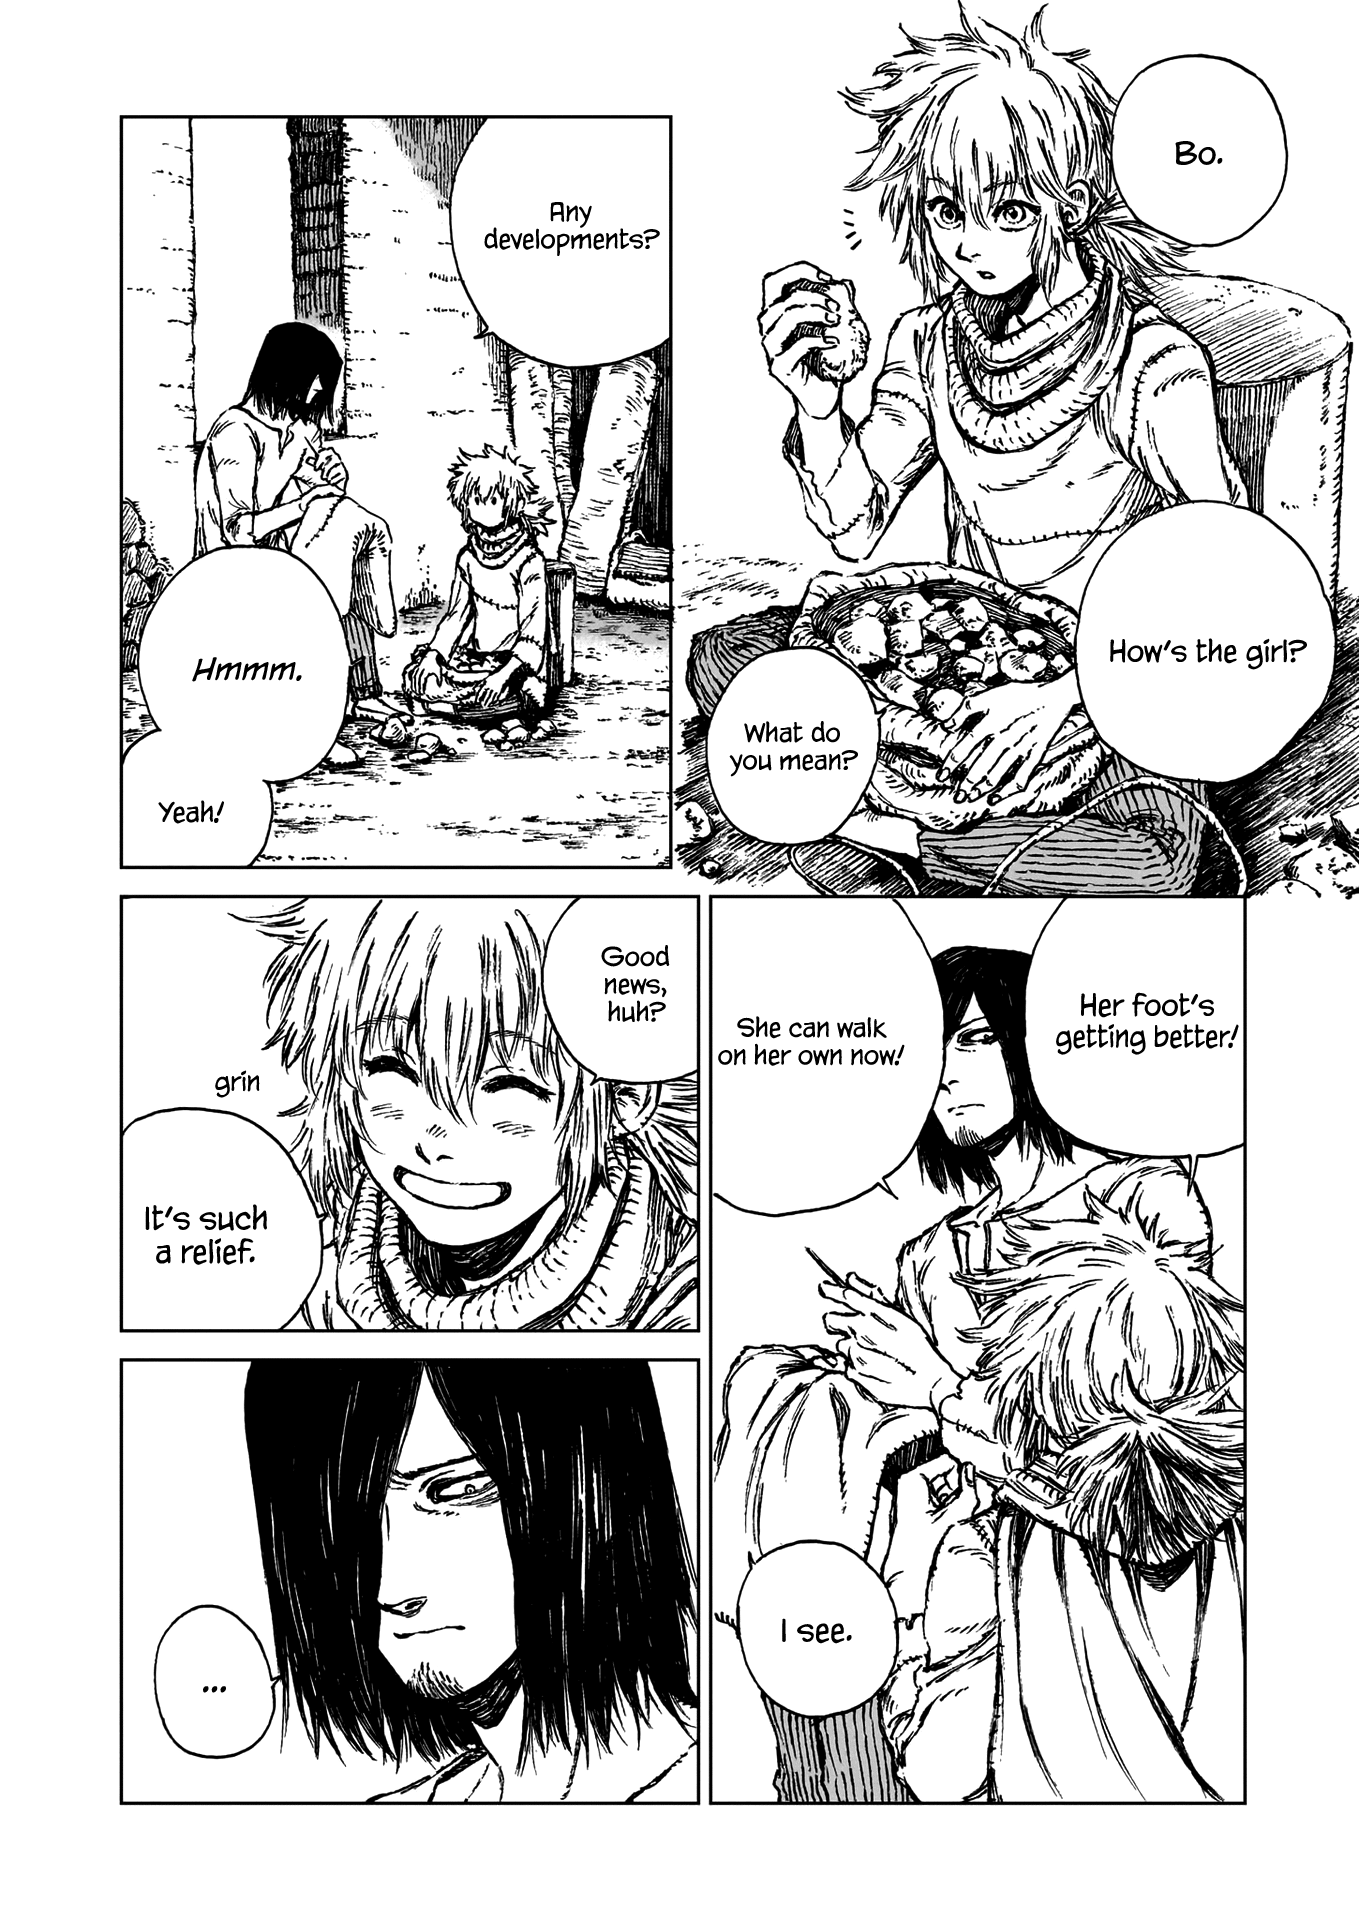 Bo.
How's the girl?
What do
you mean?
Any
developments?
Hmmm.
Yeah!
Her foot's
getting better!
She can walk
on her own now!
I see.
Good
news,
huh?
grin
It's such
a relief.
...